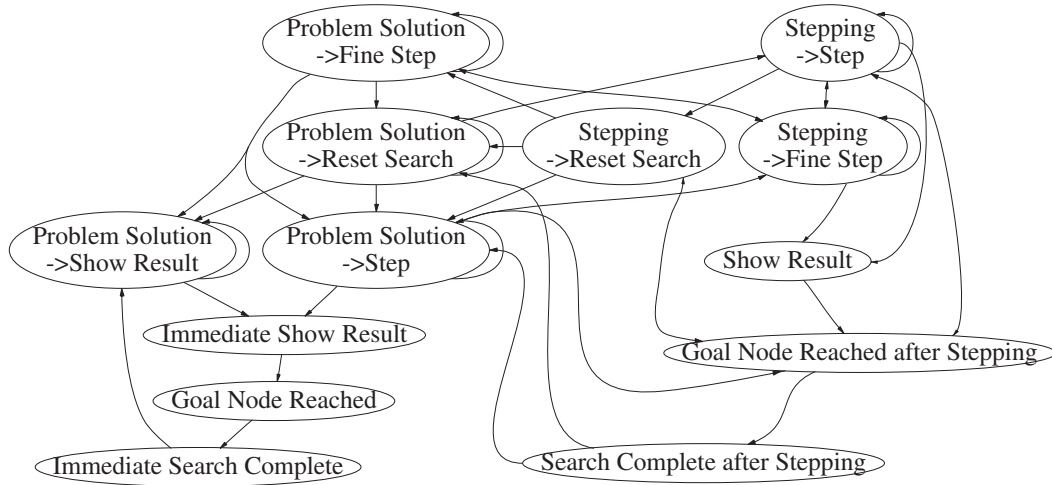 Problem Solution
->Fine Step
Stepping
->Step
Problem Solution
->Reset Search
Stepping
->Reset Search
Stepping
->Fine Step
Problem Solution
->Show Result
Problem Solution
->Step
Show Result
Immediate Show Result
Goal Node Reached after Stepping
Goal Node Reached
Immediate Search Complete
Search Complete after Stepping